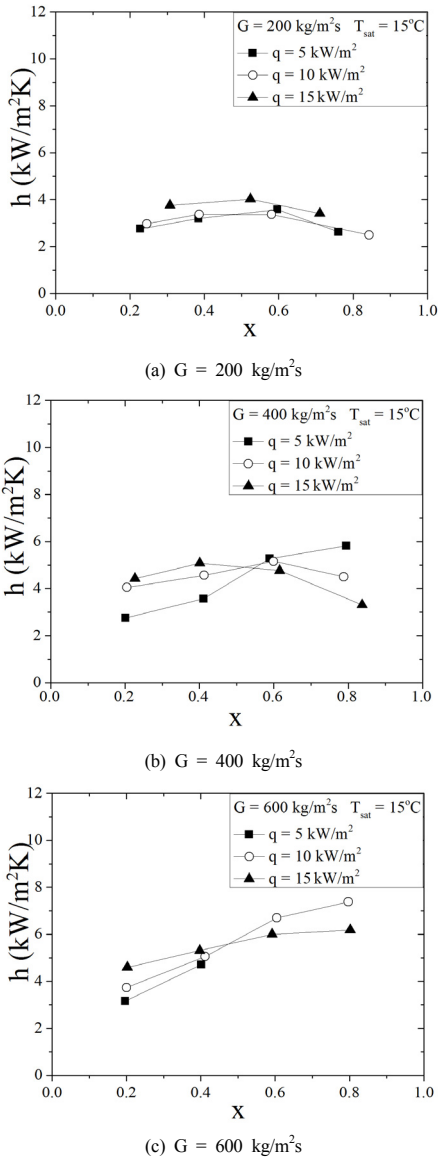 G = 200 kg/m²s T_sat = 15°C
q = 5 kW/m²
q = 10 kW/m²
q = 15 kW/m²
h (kW/m²K)
12
10
8
6
4
2
0
0.0 0.2 0.4 0.6 0.8 1.0
X
(a) G = 200 kg/m²s
G = 400 kg/m²s T_sat = 15°C
q = 5 kW/m²
q = 10 kW/m²
q = 15 kW/m²
h (kW/m²K)
12
10
8
6
4
2
0
0.0 0.2 0.4 0.6 0.8 1.0
X
(b) G = 400 kg/m²s
G = 600 kg/m²s T_sat = 15°C
q = 5 kW/m²
q = 10 kW/m²
q = 15 kW/m²
h (kW/m²K)
12
10
8
6
4
2
0
0.0 0.2 0.4 0.6 0.8 1.0
X
(c) G = 600 kg/m²s